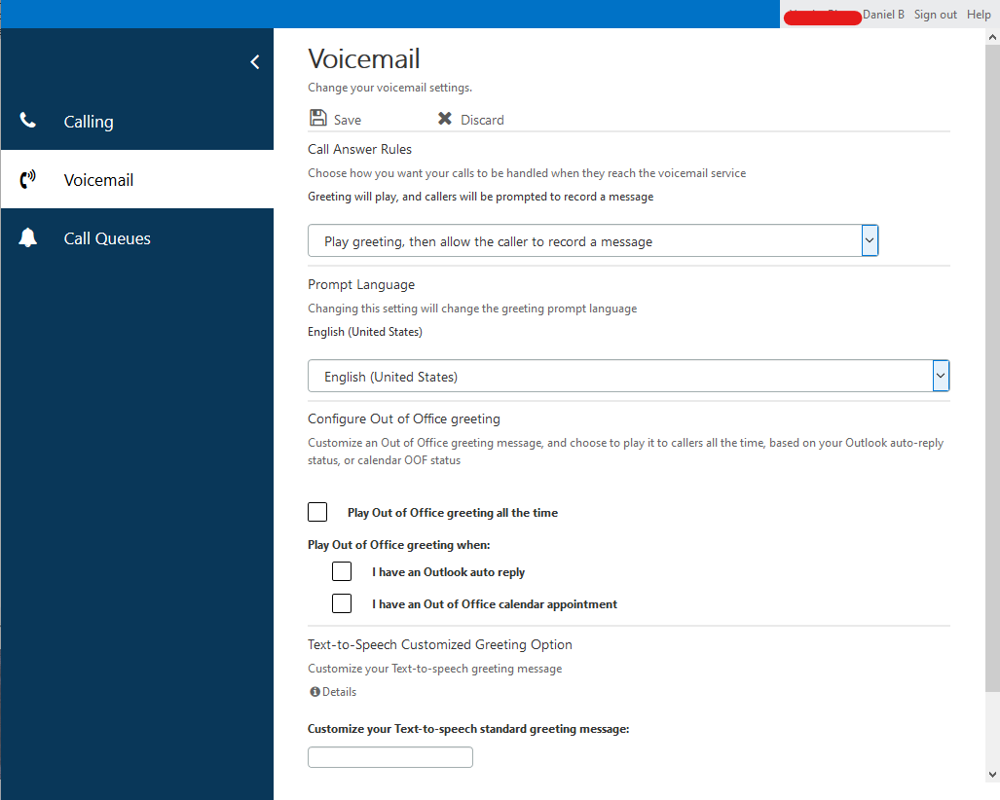 Daniel B Sign out Help
Calling
Voicemail
Call Queues
Voicemail
Change your voicemail settings.
Save Discard
Call Answer Rules
Choose how you want your calls to be handled when they reach the voicemail service
Greeting will play, and callers will be prompted to record a message
Play greeting, then allow the caller to record a message
Prompt Language
Changing this setting will change the greeting prompt language
English (United States)
English (United States)
Configure Out of Office greeting
Customize an Out of Office greeting message, and choose to play it to callers all the time, based on your Outlook auto-reply
status, or calendar OOF status
Play Out of Office greeting all the time
Play Out of Office greeting when:
I have an Outlook auto reply
I have an Out of Office calendar appointment
Text-to-Speech Customized Greeting Option
Customize your Text-to-speech greeting message
Details
Customize your Text-to-speech standard greeting message: